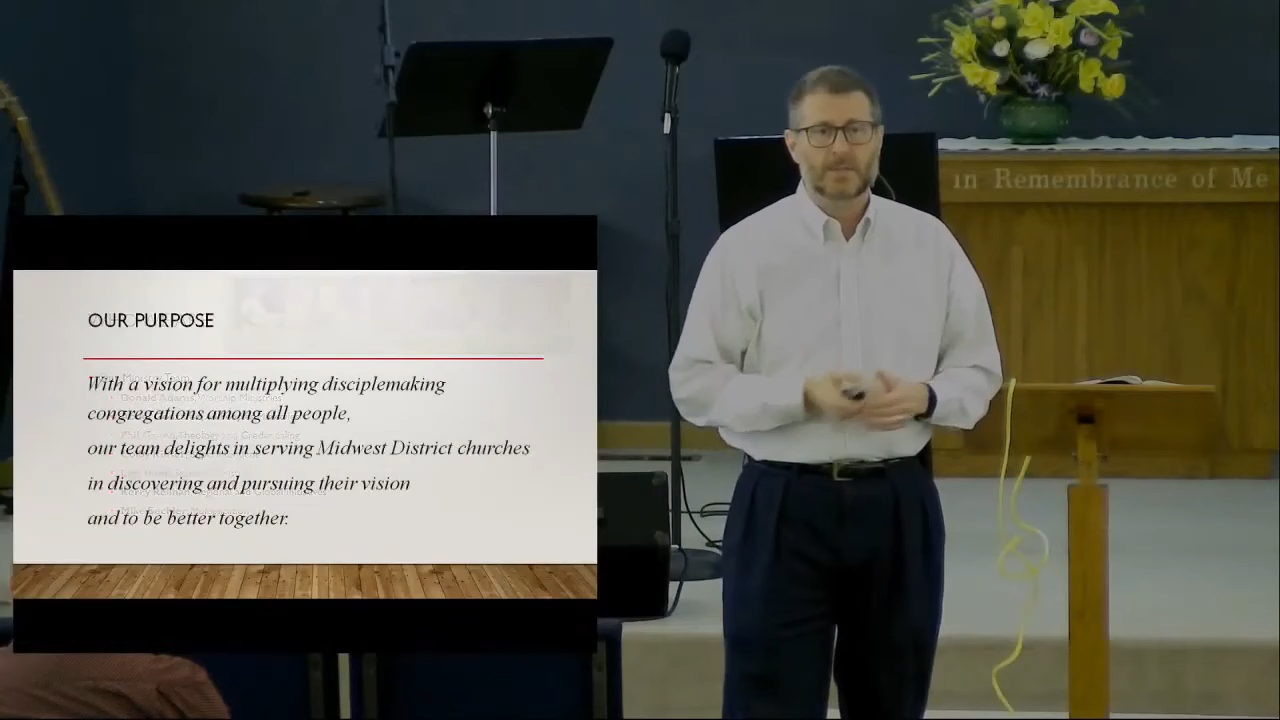 in Remembrance of Me
OUR PURPOSE
With a vision for multiplying disciplemaking
congregations among all people,
our team delights in serving Midwest District churches
in discovering and pursuing their vision
and to be better together.